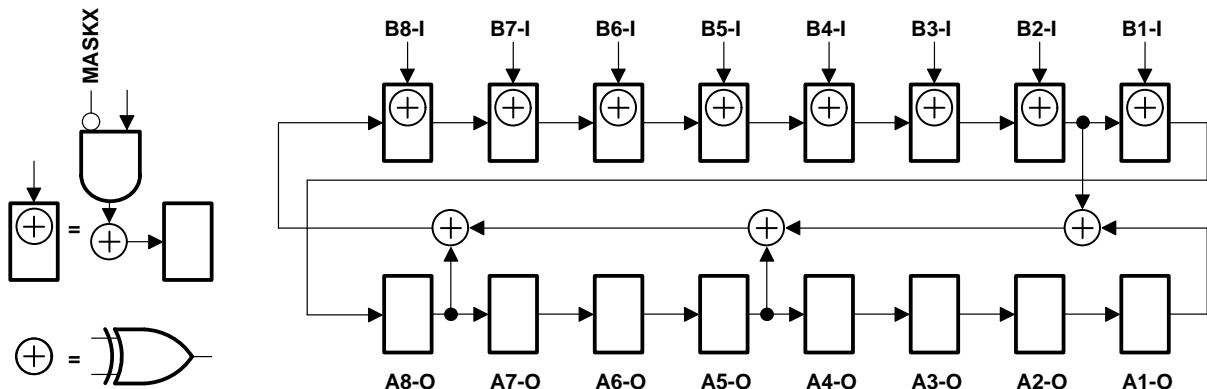 MASKX
=
=
B8-I B7-I B6-I B5-I B4-I B3-I B2-I B1-I
A8-O A7-O A6-O A5-O A4-O A3-O A2-O A1-O